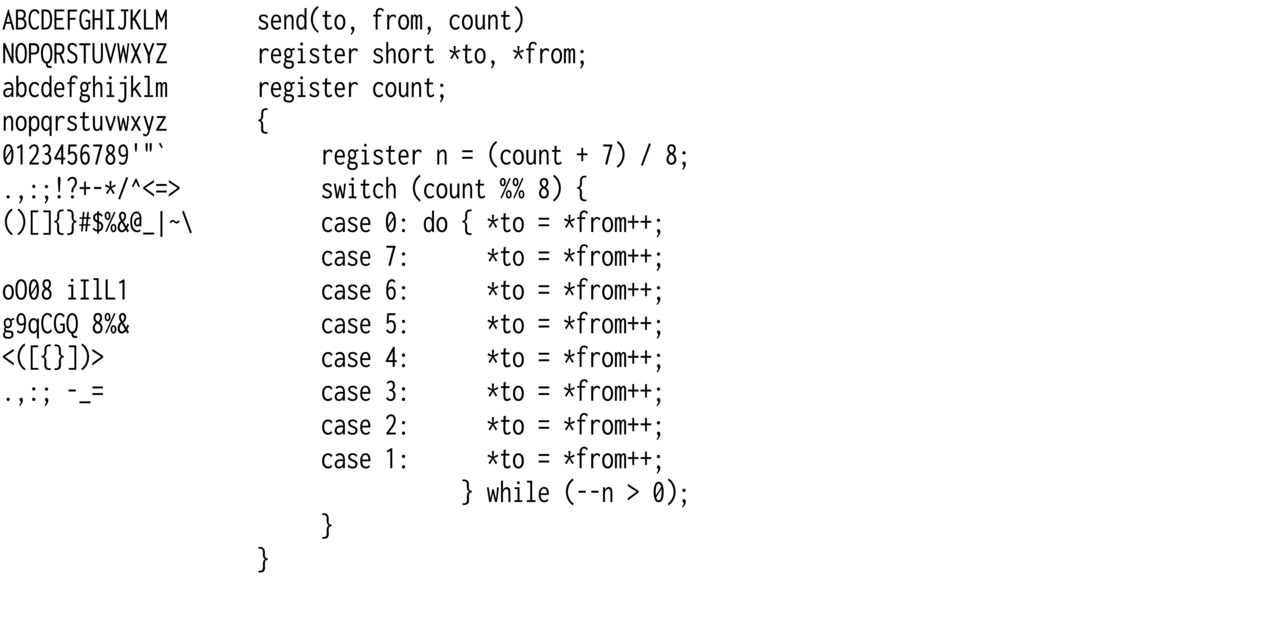 ABCDEFGHIJKLM
NOPQRSTUVWXYZ
abcdefghijklm
nopqrstuvwxyz
0123456789'"`
.,:;!?+-*/^<=>
()[]{}#$%&@_|~\
oO08 iIlL1
g9qCGQ 8%&
<([{}])>
.,:; -_=
send(to, from, count)
register short *to, *from;
register count;
{
register n = (count + 7) / 8;
switch (count %% 8) {
case 0: do { *to = *from++;
case 7: *to = *from++;
case 6: *to = *from++;
case 5: *to = *from++;
case 4: *to = *from++;
case 3: *to = *from++;
case 2: *to = *from++;
case 1: *to = *from++;
} while (--n > 0);
}
}